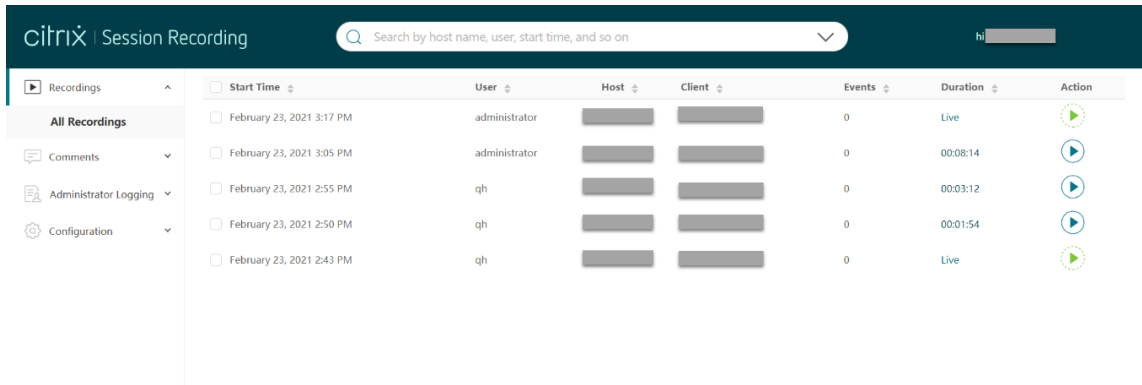 citrix | Session Recording
Search by host name, user, start time, and so on
hi
Recordings
All Recordings
Comments
Administrator Logging
Configuration
Start Time User Host Client Events Duration Action
February 23, 2021 3:17 PM administrator 0 Live
February 23, 2021 3:05 PM administrator 0 00:08:14
February 23, 2021 2:55 PM qh 0 00:03:12
February 23, 2021 2:50 PM qh 0 00:01:54
February 23, 2021 2:43 PM qh 0 Live